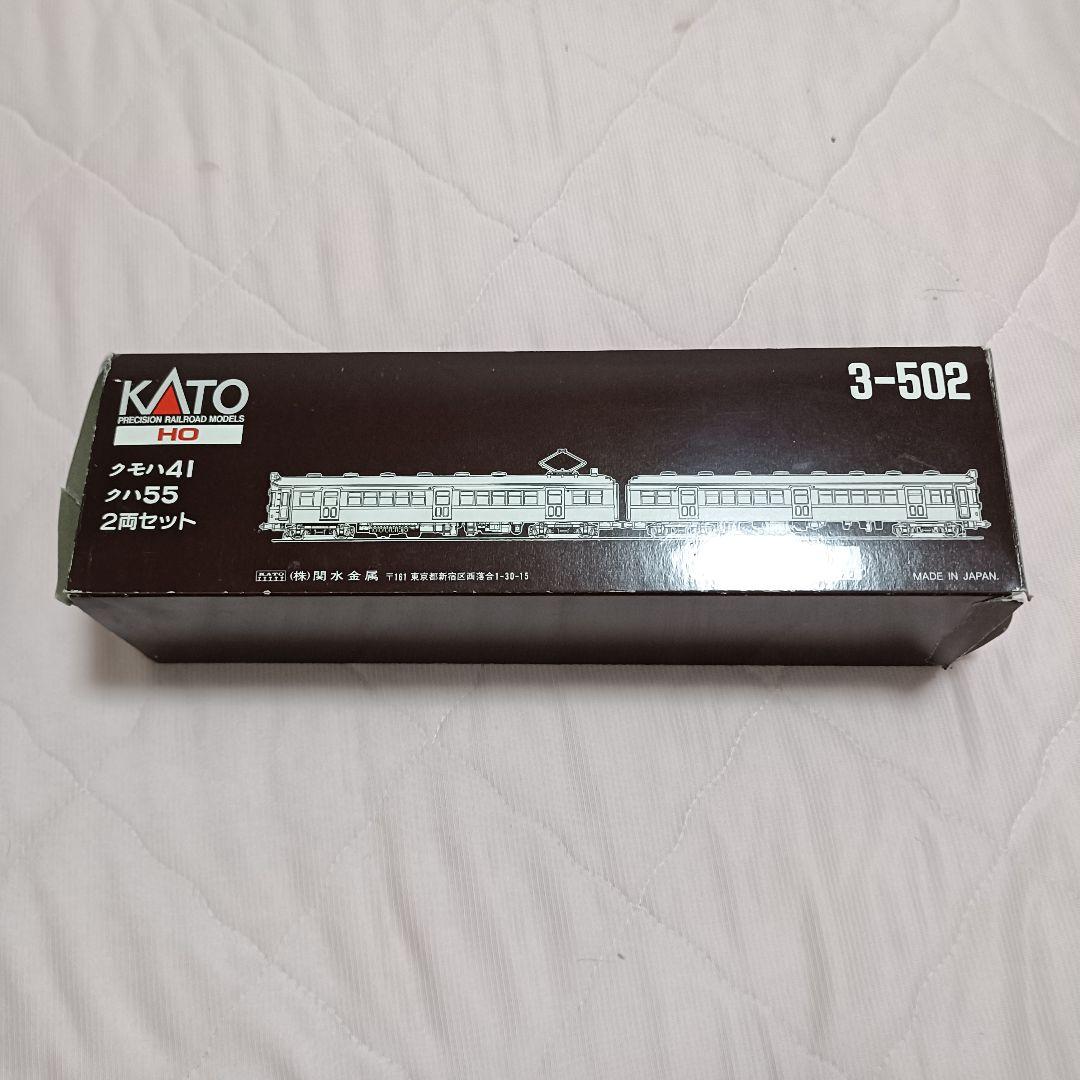 KATO
PRECISION RAILROAD MODELS
HO
3-502
クモハ41
クハ55
2両セット
KATO (株)関水金属 〒161 東京都新宿区西落合1-30-15
MADE IN JAPAN.